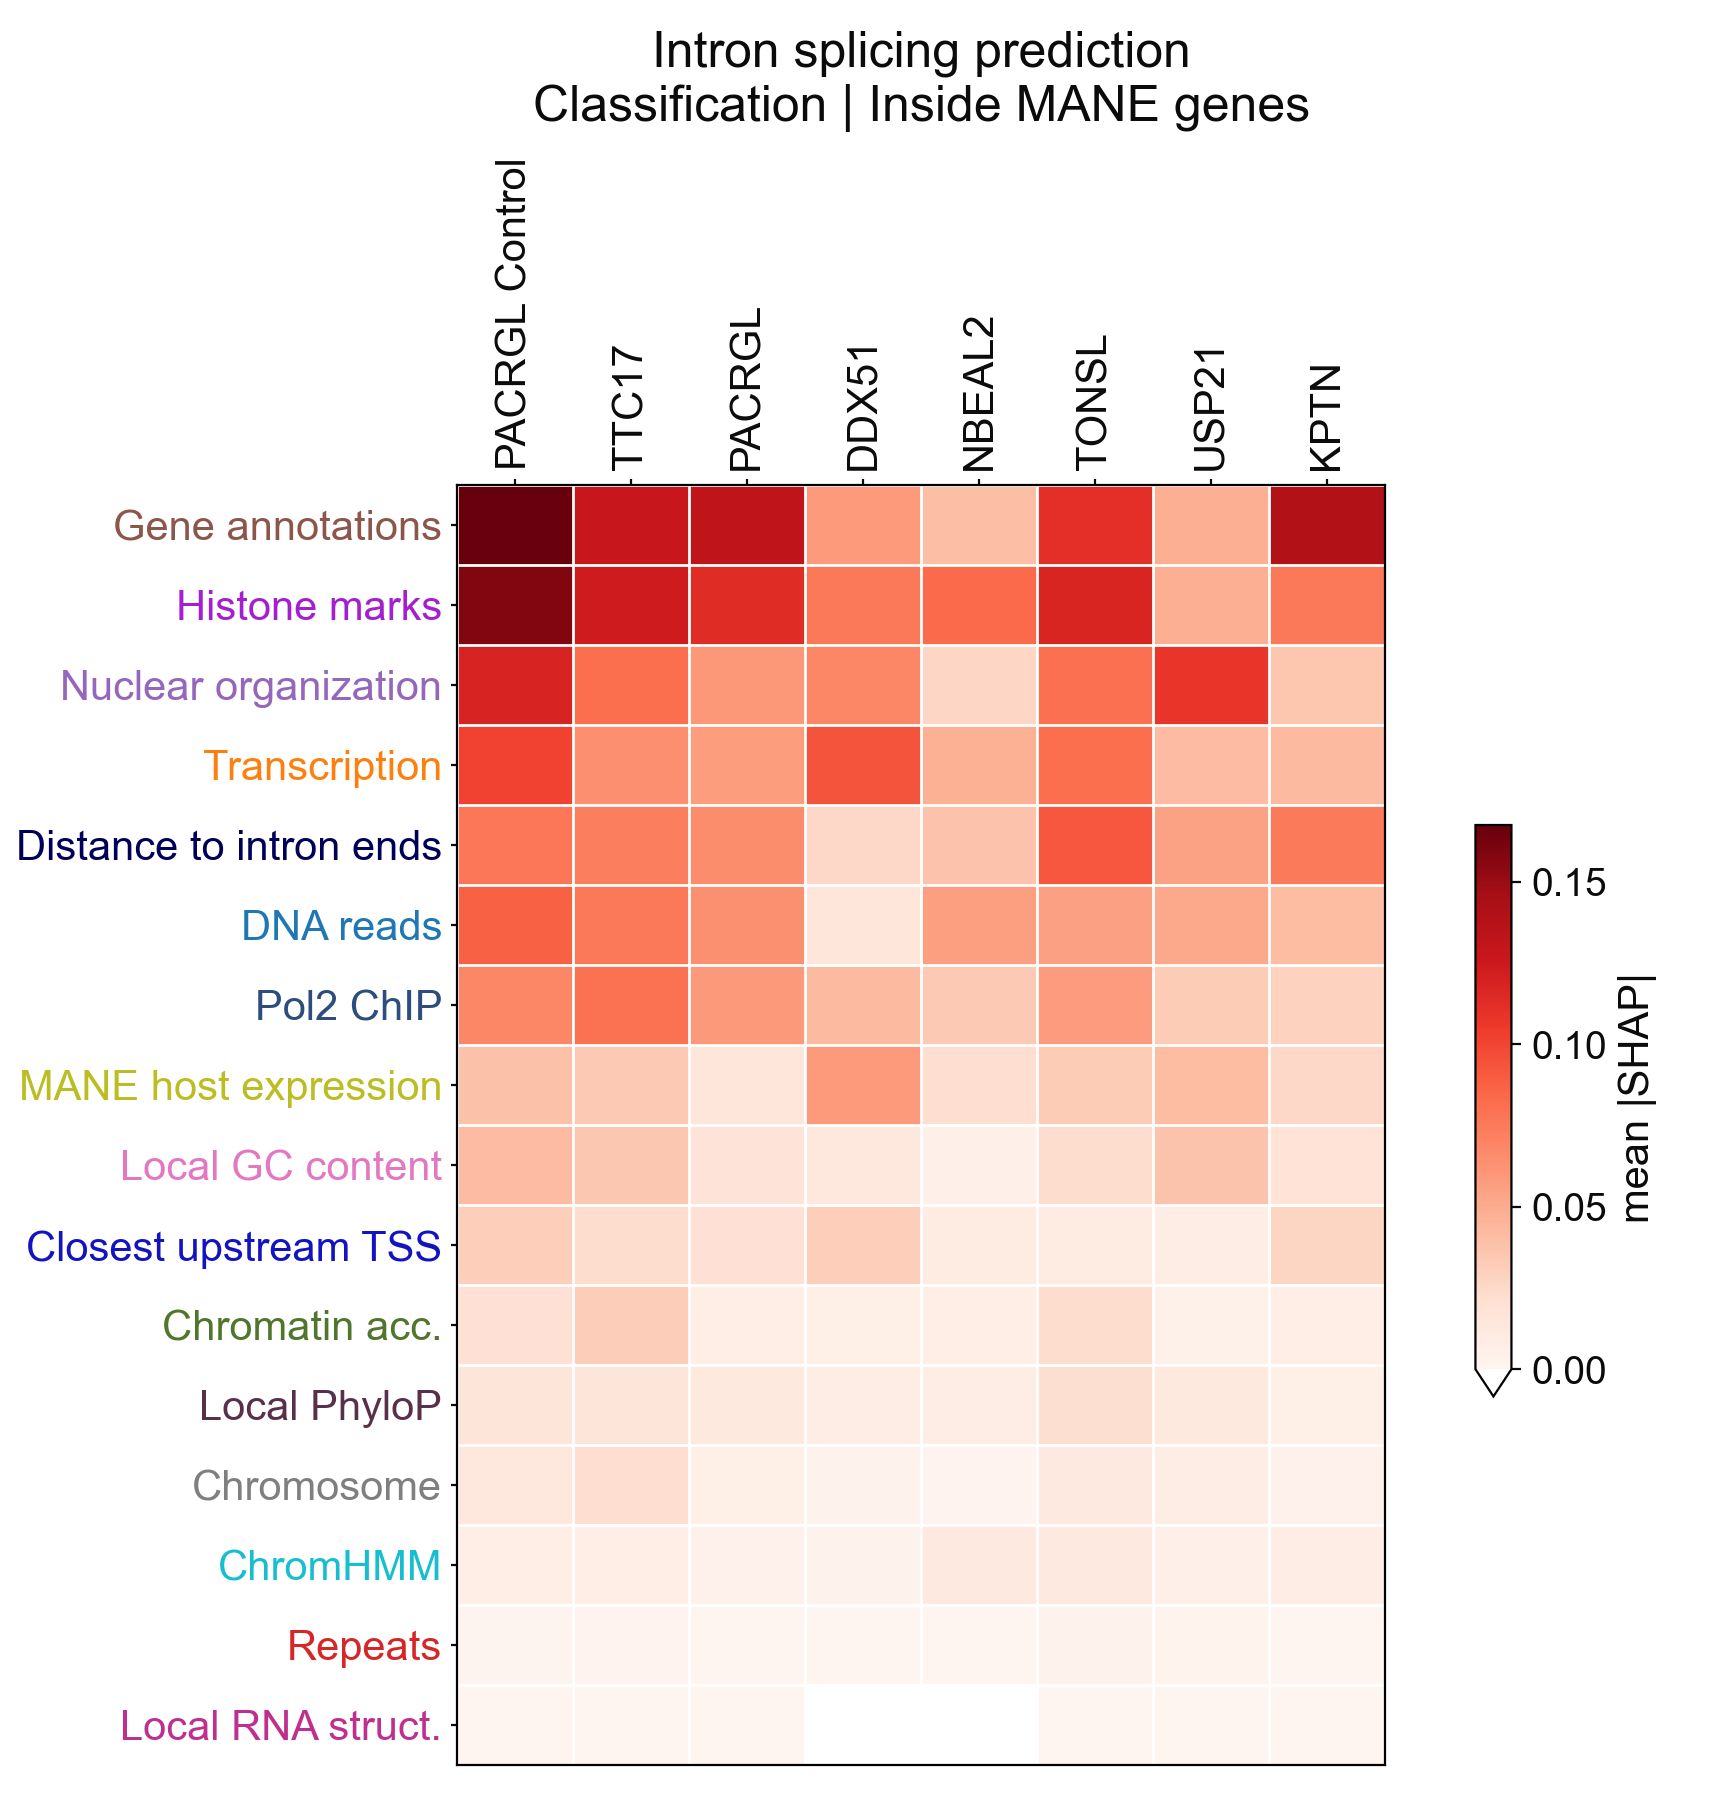 Intron splicing prediction
Classification | Inside MANE genes
PACRGL Control
TTC17
PACRGL
DDX51
NBEAL2
TONSL
USP21
KPTN
Gene annotations
Histone marks
Nuclear organization
Transcription
Distance to intron ends
DNA reads
Pol2 ChIP
MANE host expression
Local GC content
Closest upstream TSS
Chromatin acc.
Local PhyloP
Chromosome
ChromHMM
Repeats
Local RNA struct.
0.15
0.10
0.05
0.00
mean |SHAP|